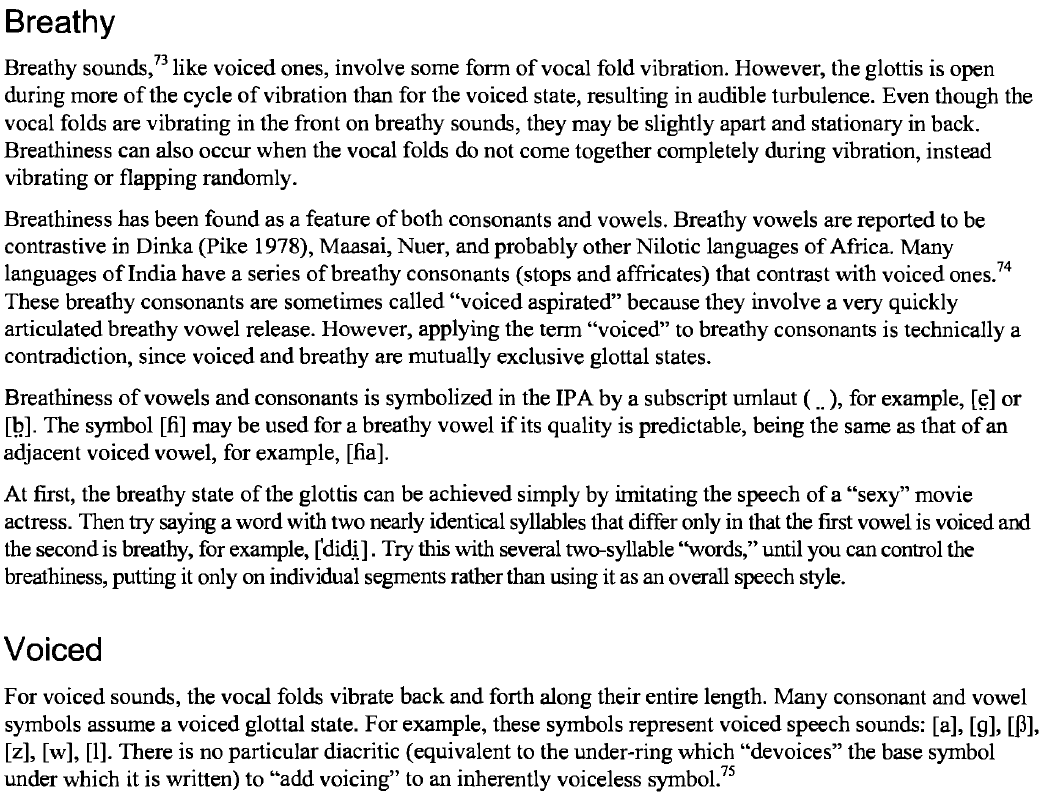 Breathy
Breathy sounds,⁷³ like voiced ones, involve some form of vocal fold vibration. However, the glottis is open
during more of the cycle of vibration than for the voiced state, resulting in audible turbulence. Even though the
vocal folds are vibrating in the front on breathy sounds, they may be slightly apart and stationary in back.
Breathiness can also occur when the vocal folds do not come together completely during vibration, instead
vibrating or flapping randomly.
Breathiness has been found as a feature of both consonants and vowels. Breathy vowels are reported to be
contrastive in Dinka (Pike 1978), Maasai, Nuer, and probably other Nilotic languages of Africa. Many
languages of India have a series of breathy consonants (stops and affricates) that contrast with voiced ones.⁷⁴
These breathy consonants are sometimes called “voiced aspirated” because they involve a very quickly
articulated breathy vowel release. However, applying the term “voiced” to breathy consonants is technically a
contradiction, since voiced and breathy are mutually exclusive glottal states.
Breathiness of vowels and consonants is symbolized in the IPA by a subscript umlaut ( ̤ ), for example, [e̤] or
[b̤]. The symbol [ɦ] may be used for a breathy vowel if its quality is predictable, being the same as that of an
adjacent voiced vowel, for example, [ɦa].
At first, the breathy state of the glottis can be achieved simply by imitating the speech of a “sexy” movie
actress. Then try saying a word with two nearly identical syllables that differ only in that the first vowel is voiced and
the second is breathy, for example, [ˈdidi̤]. Try this with several two-syllable “words,” until you can control the
breathiness, putting it only on individual segments rather than using it as an overall speech style.
Voiced
For voiced sounds, the vocal folds vibrate back and forth along their entire length. Many consonant and vowel
symbols assume a voiced glottal state. For example, these symbols represent voiced speech sounds: [a], [g], [β],
[z], [w], [l]. There is no particular diacritic (equivalent to the under-ring which “devoices” the base symbol
under which it is written) to “add voicing” to an inherently voiceless symbol.⁷⁵